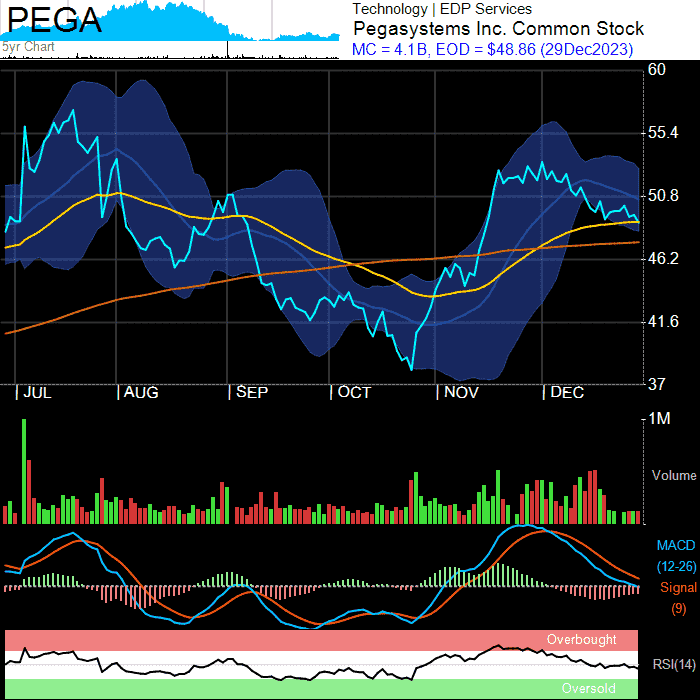 PEGA
5yr Chart
Technology | EDP Services
Pegasystems Inc. Common Stock
MC = 4.1B, EOD = $48.86 (29Dec2023)
60
55.4
50.8
46.2
41.6
37
| JUL | AUG | SEP | OCT | NOV | DEC
1M
Volume
MACD
(12-26)
Signal
(9)
Overbought
RSI(14)
Oversold